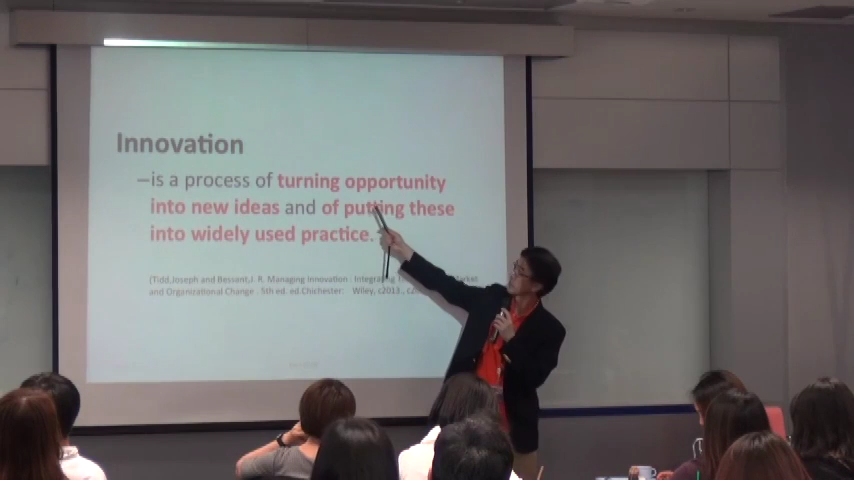 Innovation
–is a process of turning opportunity
into new ideas and of putting these
into widely used practice.
(Tidd,Joseph and Bessant,J. R. Managing Innovation : Integrating
and Organizational Change . 5th ed. ed Chichester: Wiley, c2013.,